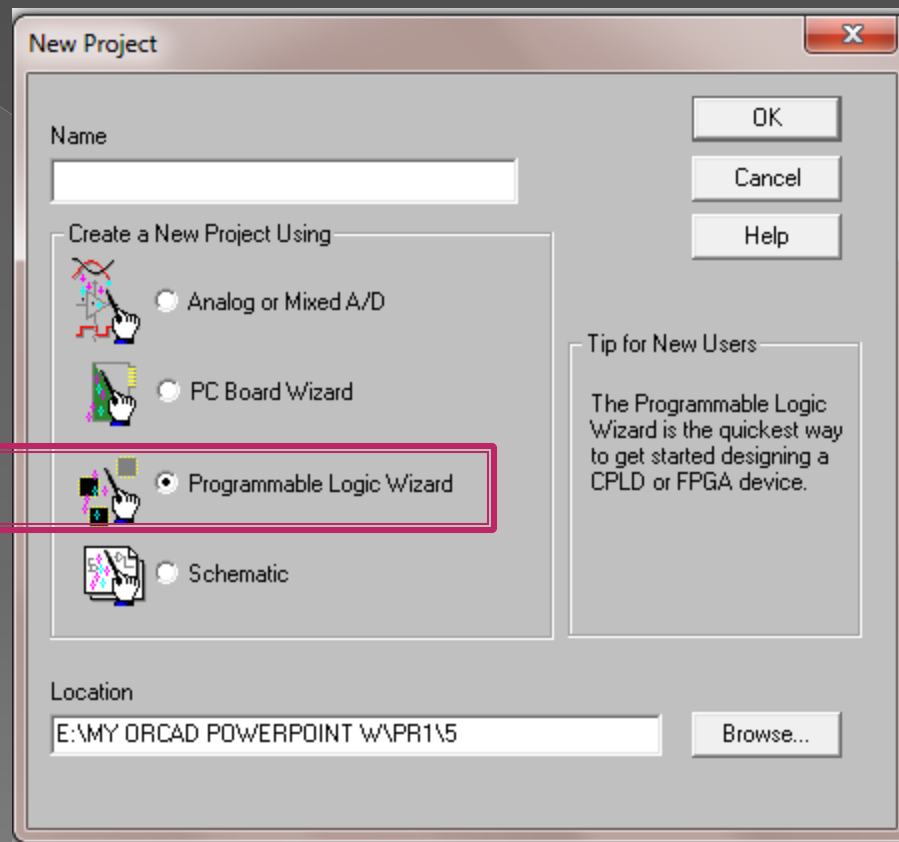 New Project
Name
OK
Cancel
Help
Create a New Project Using
Analog or Mixed A/D
PC Board Wizard
Programmable Logic Wizard
Schematic
Tip for New Users
The Programmable Logic
Wizard is the quickest way
to get started designing a
CPLD or FPGA device.
Location
E:\MY ORCAD POWERPOINT W\PR1\5
Browse...